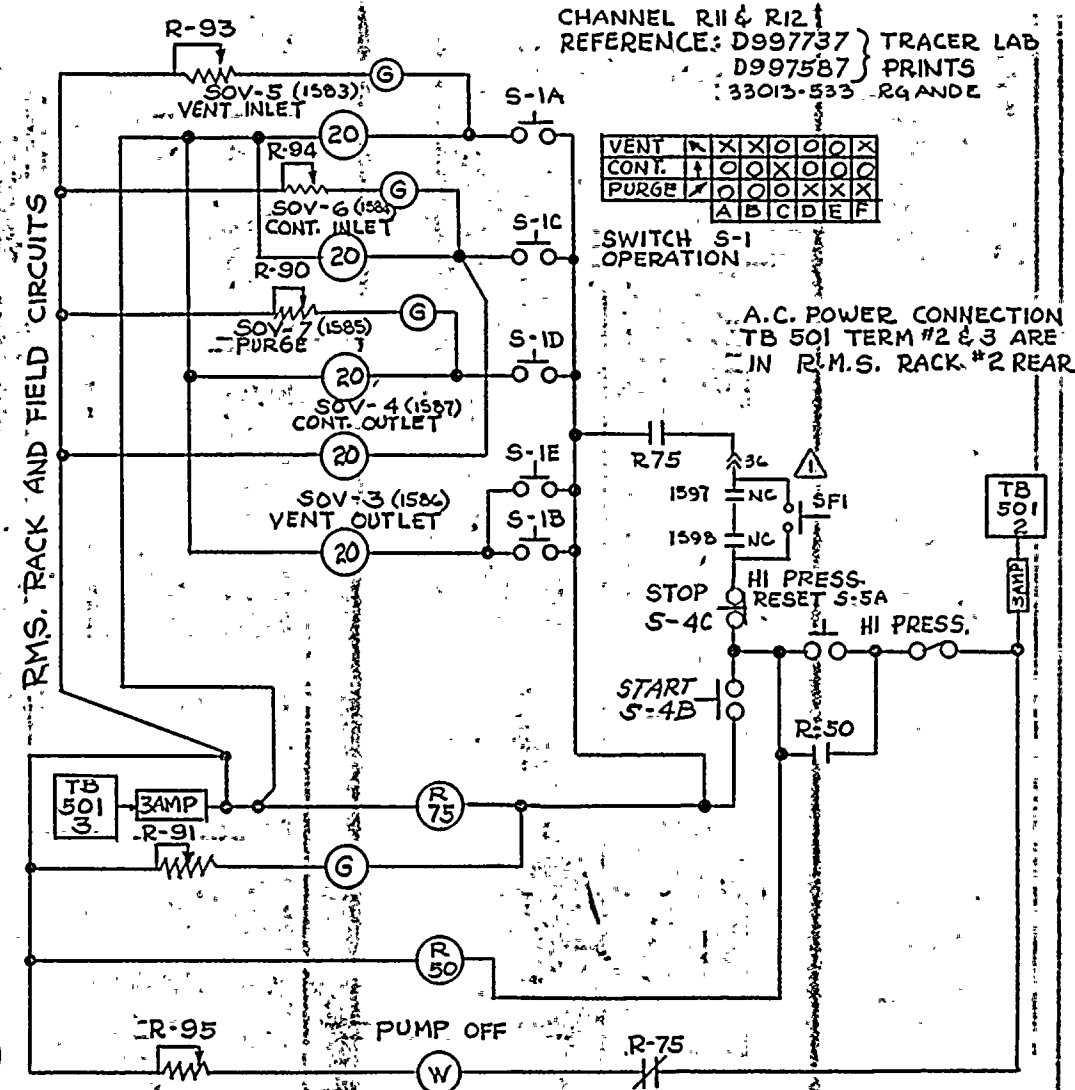 CHANNEL R11 & R12
REFERENCE: D997737 } TRACER LAB
D997587 } PRINTS
33013-533 RGANDE
R-93
G
SOV-5 (1583)
VENT INLET
20
S-1A
VENT ↖ X X O O O X
CONT. ↑ O O X O O O
PURGE ↗ O O O X X X
A B C D E F
SWITCH S-1
OPERATION
R-94
G
SOV-6 (1584
CONT. INLET
20
S-1C
R-90
G
SOV-7 (1585)
PURGE
20
S-1D
A.C. POWER CONNECTION
TB 501 TERM #2 & 3 ARE
IN R.M.S. RACK #2 REAR
SOV-4 (1587)
CONT. OUTLET
20
S-1E
SOV-3 (1586)
VENT OUTLET
20
S-1B
RMS. RACK AND FIELD CIRCUITS
R75
36
1
1597 NC
SF1
1598 NC
TB
501
2
3AMP
STOP
S-4C
HI PRESS.
RESET S-5A
HI PRESS.
START
S-4B
R-50
TB
501
3
3AMP
R
75
R-91
G
R
50
R-95
PUMP OFF
W
R-75